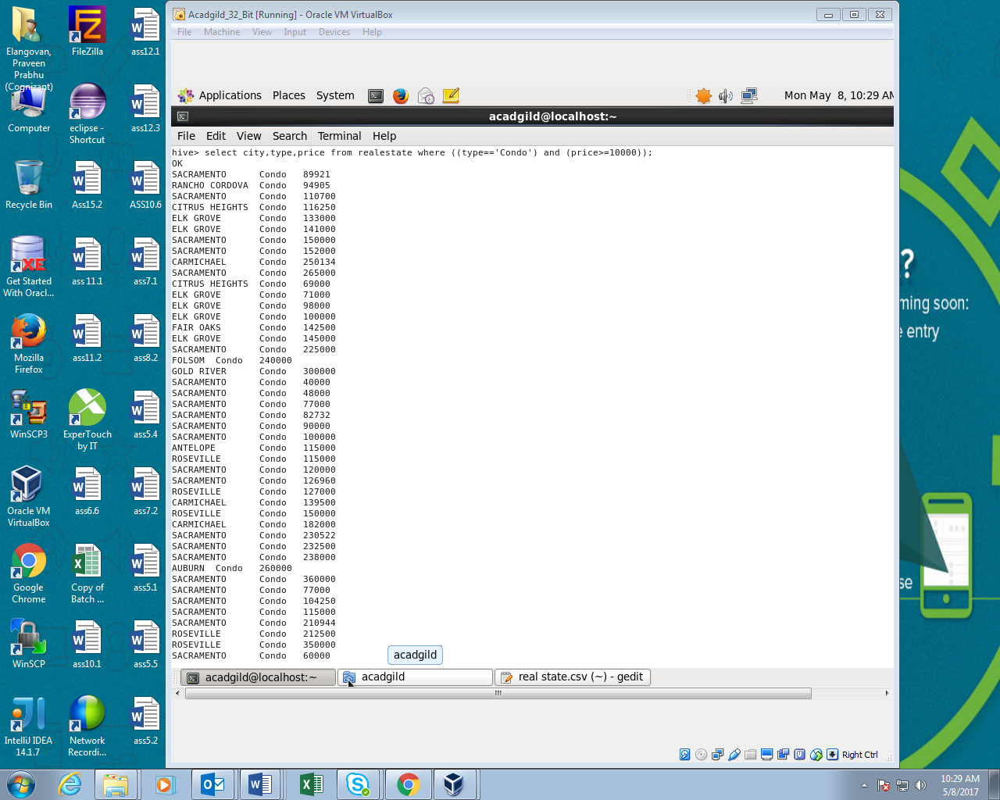 Acadgild_32_Bit [Running] - Oracle VM VirtualBox
File Machine View Input Devices Help
Applications Places System
Mon May 8, 10:29 AM
acadgild@localhost:~
File Edit View Search Terminal Help
hive> select city,type,price from realestate where ((type=='Condo') and (price>=10000));
OK
SACRAMENTO Condo 89921
RANCHO CORDOVA Condo 94905
SACRAMENTO Condo 110700
CITRUS HEIGHTS Condo 116250
ELK GROVE Condo 133000
ELK GROVE Condo 141000
SACRAMENTO Condo 150000
SACRAMENTO Condo 152000
CARMICHAEL Condo 250134
SACRAMENTO Condo 265000
CITRUS HEIGHTS Condo 69000
ELK GROVE Condo 71000
ELK GROVE Condo 98000
ELK GROVE Condo 100000
FAIR OAKS Condo 142500
ELK GROVE Condo 145000
SACRAMENTO Condo 225000
FOLSOM Condo 240000
GOLD RIVER Condo 300000
SACRAMENTO Condo 40000
SACRAMENTO Condo 48000
SACRAMENTO Condo 77000
SACRAMENTO Condo 82732
SACRAMENTO Condo 90000
SACRAMENTO Condo 100000
ANTELOPE Condo 115000
ROSEVILLE Condo 115000
SACRAMENTO Condo 120000
SACRAMENTO Condo 126960
ROSEVILLE Condo 127000
CARMICHAEL Condo 139500
ROSEVILLE Condo 150000
CARMICHAEL Condo 182000
SACRAMENTO Condo 230522
SACRAMENTO Condo 232500
SACRAMENTO Condo 238000
AUBURN Condo 260000
SACRAMENTO Condo 360000
SACRAMENTO Condo 77000
SACRAMENTO Condo 104250
SACRAMENTO Condo 115000
SACRAMENTO Condo 210944
ROSEVILLE Condo 212500
ROSEVILLE Condo 350000
SACRAMENTO Condo 60000
acadgild
acadgild@localhost:~
acadgild
real state.csv (~) - gedit
Right Ctrl
Elangovan,
Praveen
Prabhu
(Cognizant)
FileZilla
ass12.1
Computer
eclipse -
Shortcut
ass12.3
Recycle Bin
Ass15.2
ASS10.6
XE
Get Started
With Oracl...
ass 11.1
ass7.1
Mozilla
Firefox
ass11.2
ass8.2
WinSCP3
ExperTouch
by IT
ass5.4
Oracle VM
VirtualBox
ass6.6
ass7.2
Google
Chrome
Copy of
Batch ...
ass5.1
WinSCP
ass10.1
ass5.5
IntelliJ IDEA
14.1.7
Network
Recordi...
ass5.2
?
ming soon:
e entry
se
10:29 AM
5/8/2017